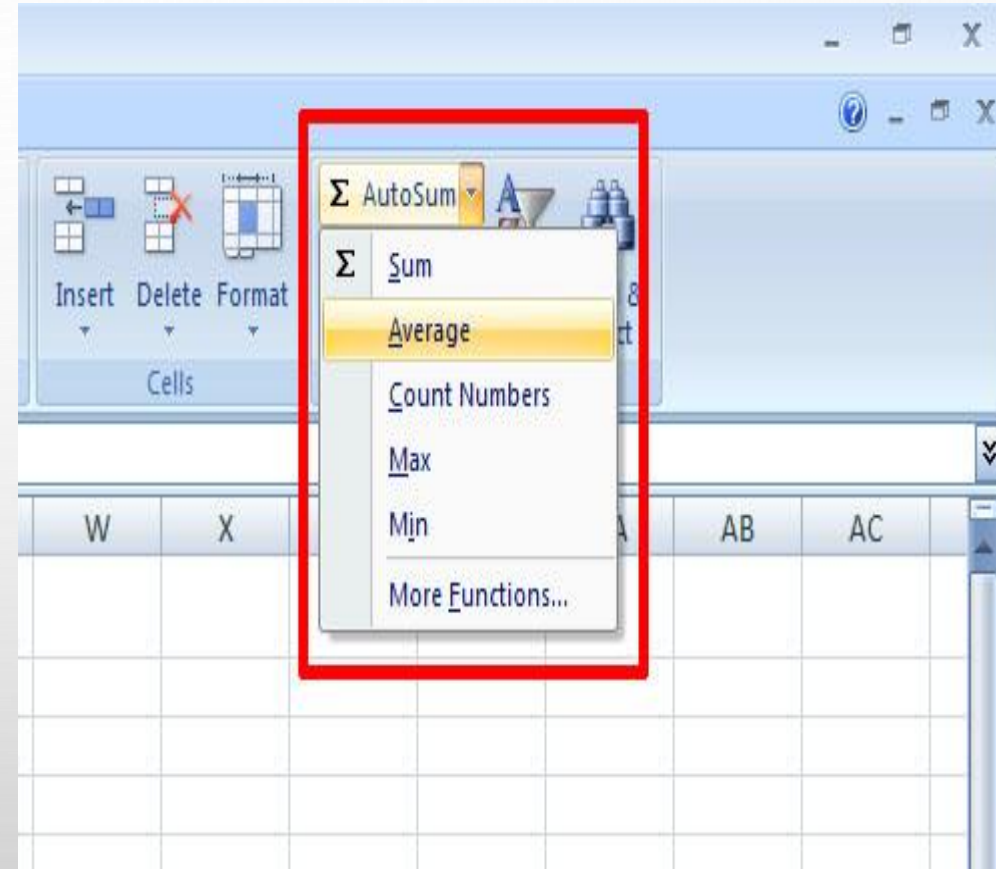 Σ AutoSum
Insert Delete Format
Cells
Σ Sum
Average
Count Numbers
Max
Min
More Functions...
&
W X AB AC